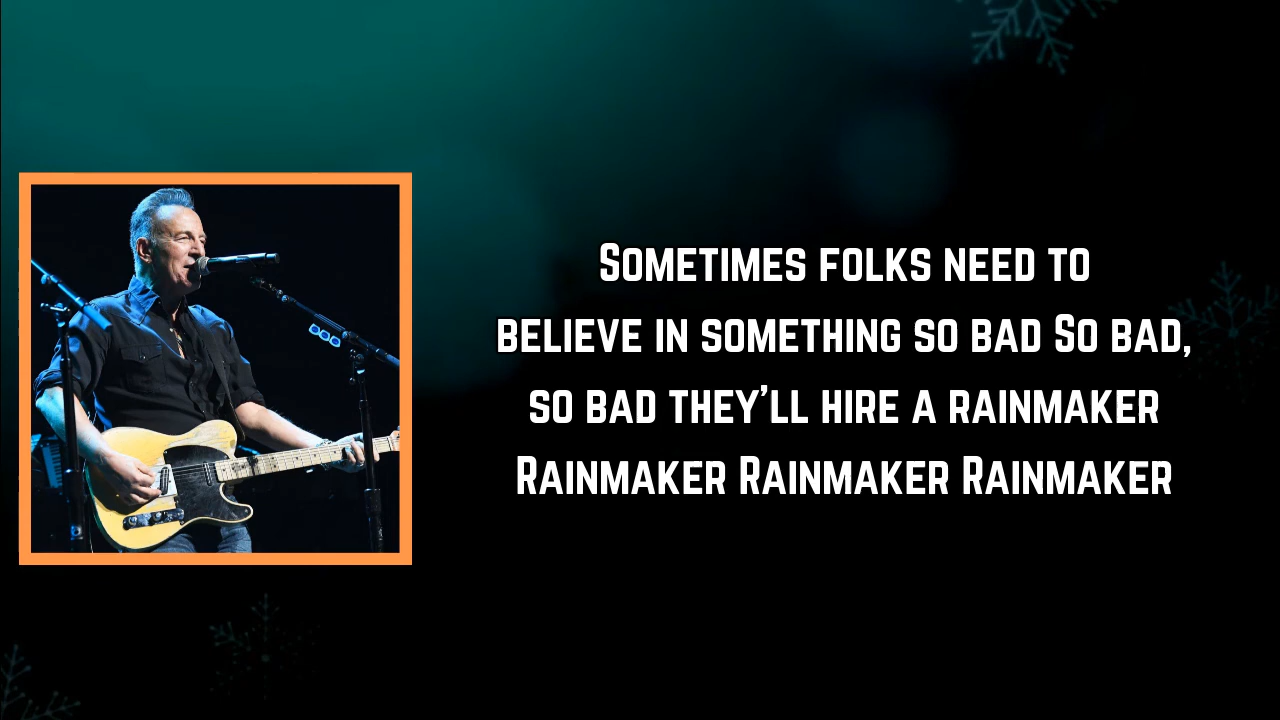 Sometimes folks need to
believe in something so bad So bad,
so bad they'll hire a rainmaker
Rainmaker Rainmaker Rainmaker